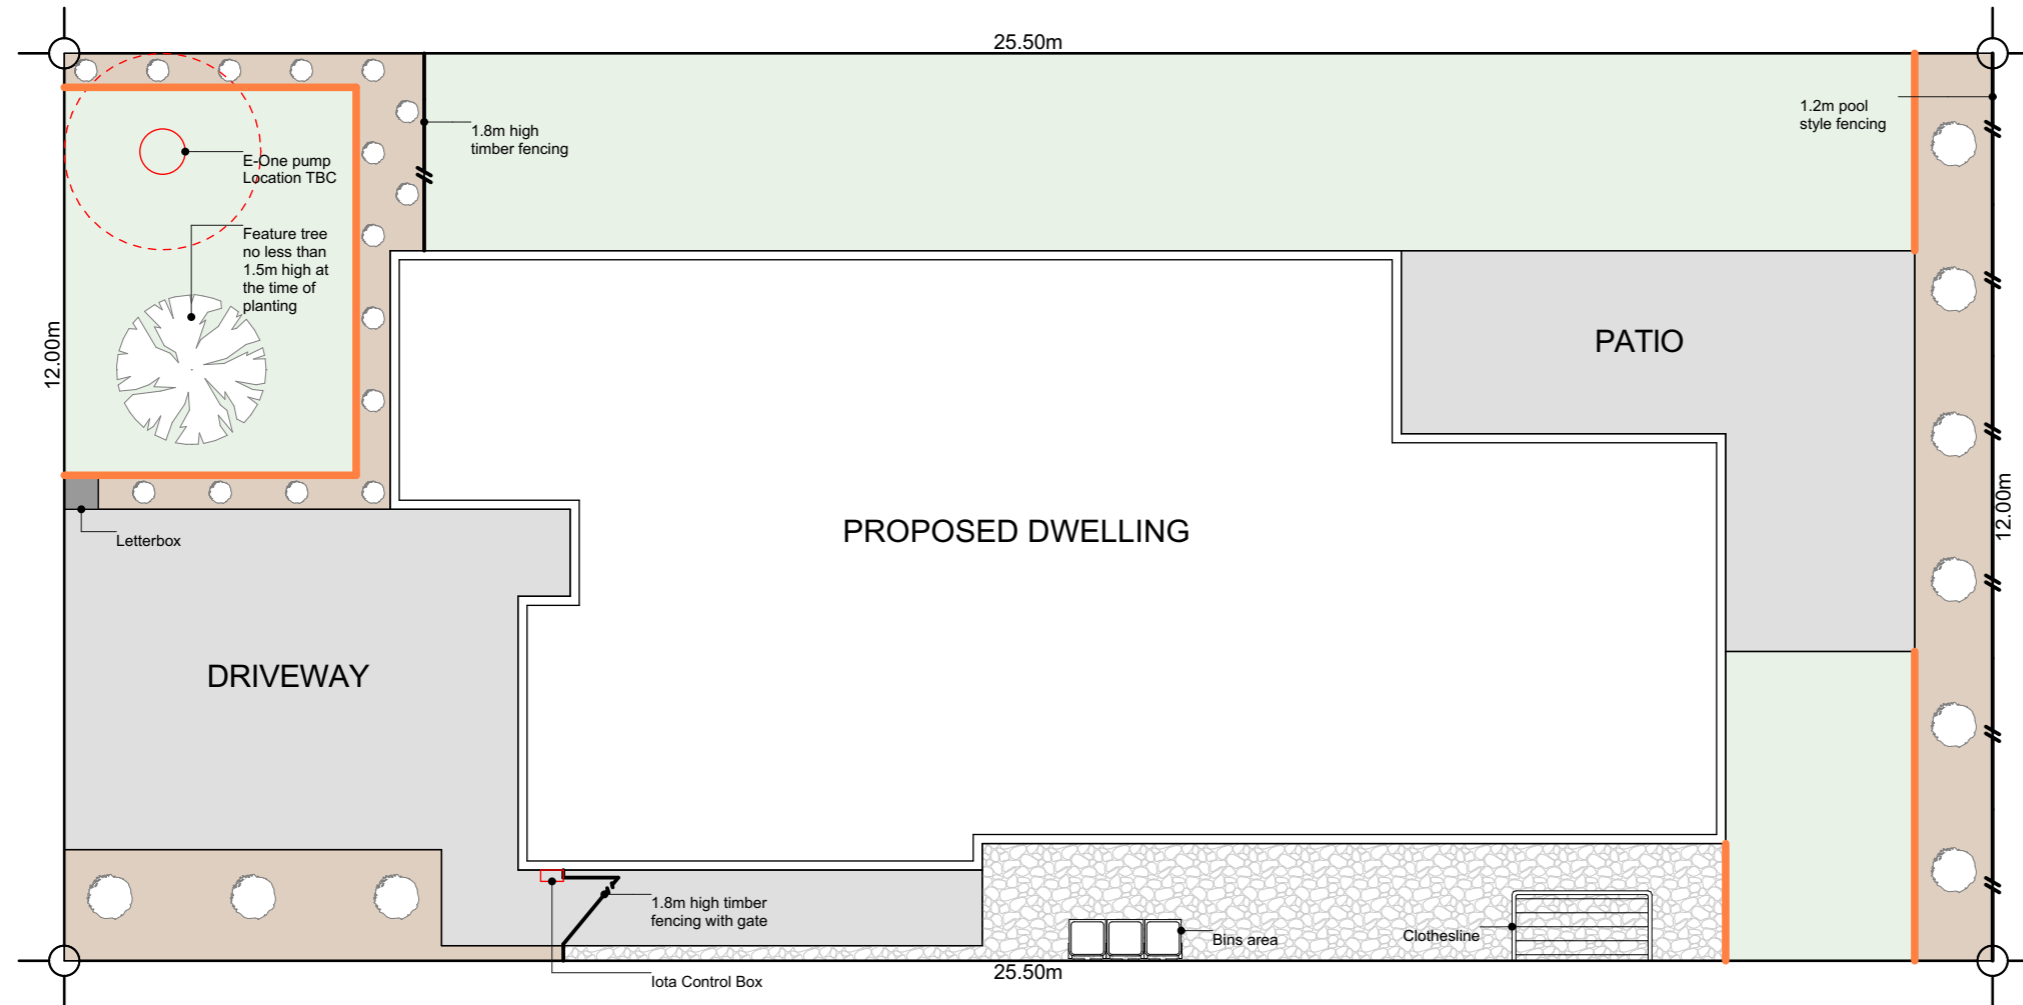 25.50m
1.2m pool
style fencing
1.8m high
timber fencing
E-One pump
Location TBC
Feature tree
no less than
1.5m high at
the time of
planting
12.00m
PATIO
PROPOSED DWELLING
12.00m
Letterbox
DRIVEWAY
1.8m high timber
fencing with gate
Bins area
Clothesline
Iota Control Box
25.50m